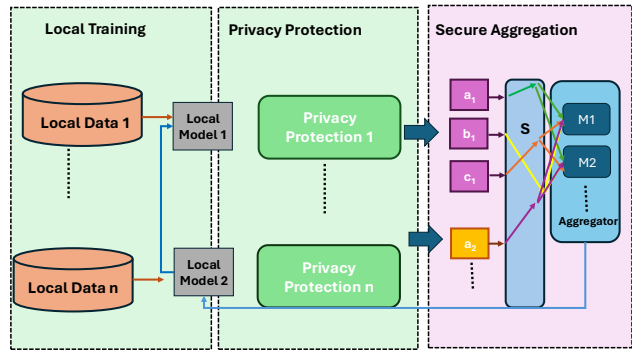 Local Training
Privacy Protection
Secure Aggregation
Local Data 1
Local
Model 1
Privacy
Protection 1
a1
b1
c1
S
M1
M2
Aggregator
Local Data n
Local
Model 2
Privacy
Protection n
a2